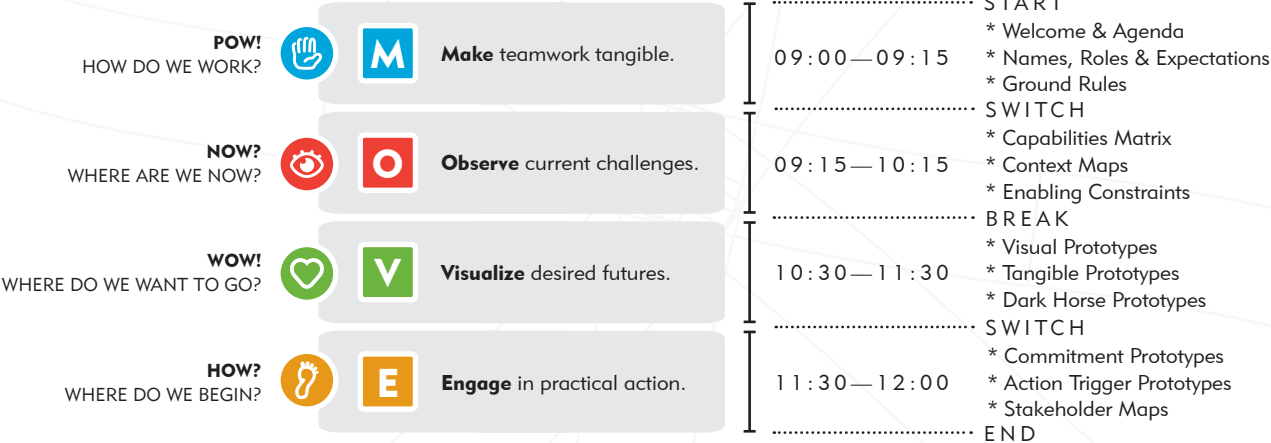 START
POW!
HOW DO WE WORK?
M
Make teamwork tangible.
09:00—09:15
* Welcome & Agenda
* Names, Roles & Expectations
* Ground Rules
SWITCH
NOW?
WHERE ARE WE NOW?
O
Observe current challenges.
09:15—10:15
* Capabilities Matrix
* Context Maps
* Enabling Constraints
BREAK
WOW!
WHERE DO WE WANT TO GO?
V
Visualize desired futures.
10:30—11:30
* Visual Prototypes
* Tangible Prototypes
* Dark Horse Prototypes
SWITCH
HOW?
WHERE DO WE BEGIN?
E
Engage in practical action.
11:30—12:00
* Commitment Prototypes
* Action Trigger Prototypes
* Stakeholder Maps
END